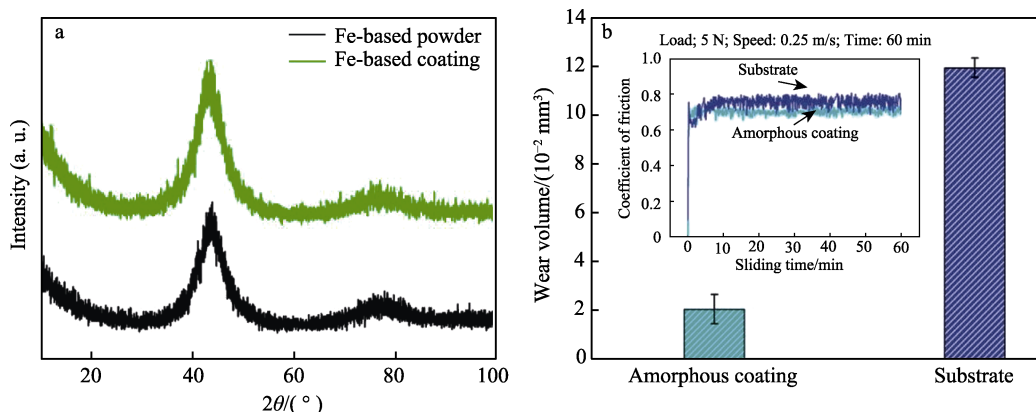 a
Fe-based powder
Fe-based coating
Intensity (a. u.)
20
40
60
80
100
2θ/( ° )
b
Load; 5 N; Speed: 0.25 m/s; Time: 60 min
Wear volume/(10⁻² mm³)
14
12
10
8
6
4
2
0
Coefficient of friction
1.0
0.8
0.6
0.4
0.2
0
Substrate
Amorphous coating
0
10
20
30
40
50
60
Sliding time/min
Amorphous coating
Substrate